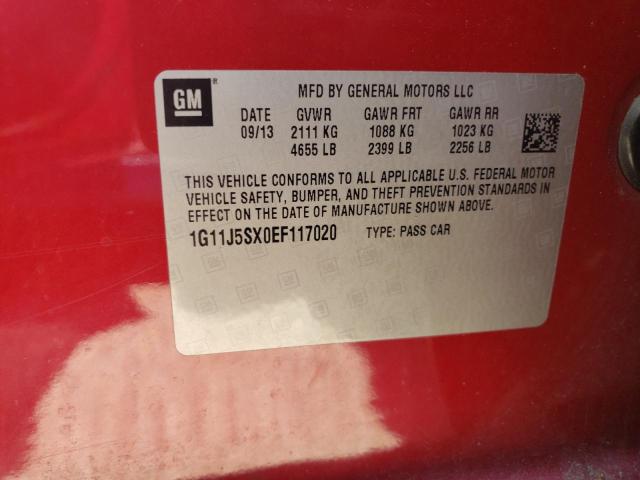 GM ®
MFD BY GENERAL MOTORS LLC
DATE GVWR GAWR FRT GAWR RR
09/13 2111 KG 1088 KG 1023 KG
4655 LB 2399 LB 2256 LB
THIS VEHICLE CONFORMS TO ALL APPLICABLE U.S. FEDERAL MOTOR
VEHICLE SAFETY, BUMPER, AND THEFT PREVENTION STANDARDS IN
EFFECT ON THE DATE OF MANUFACTURE SHOWN ABOVE.
1G11J5SX0EF117020 TYPE: PASS CAR